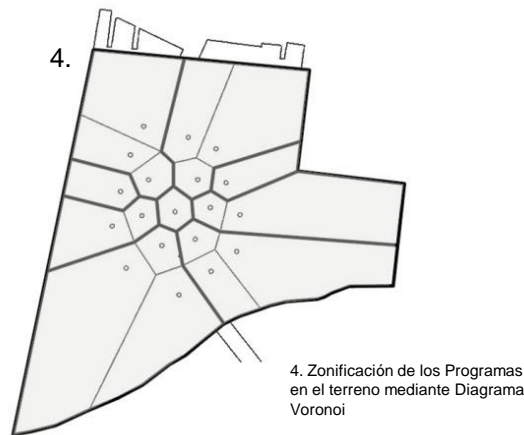 4.
4. Zonificación de los Programas
en el terreno mediante Diagrama
Voronoi